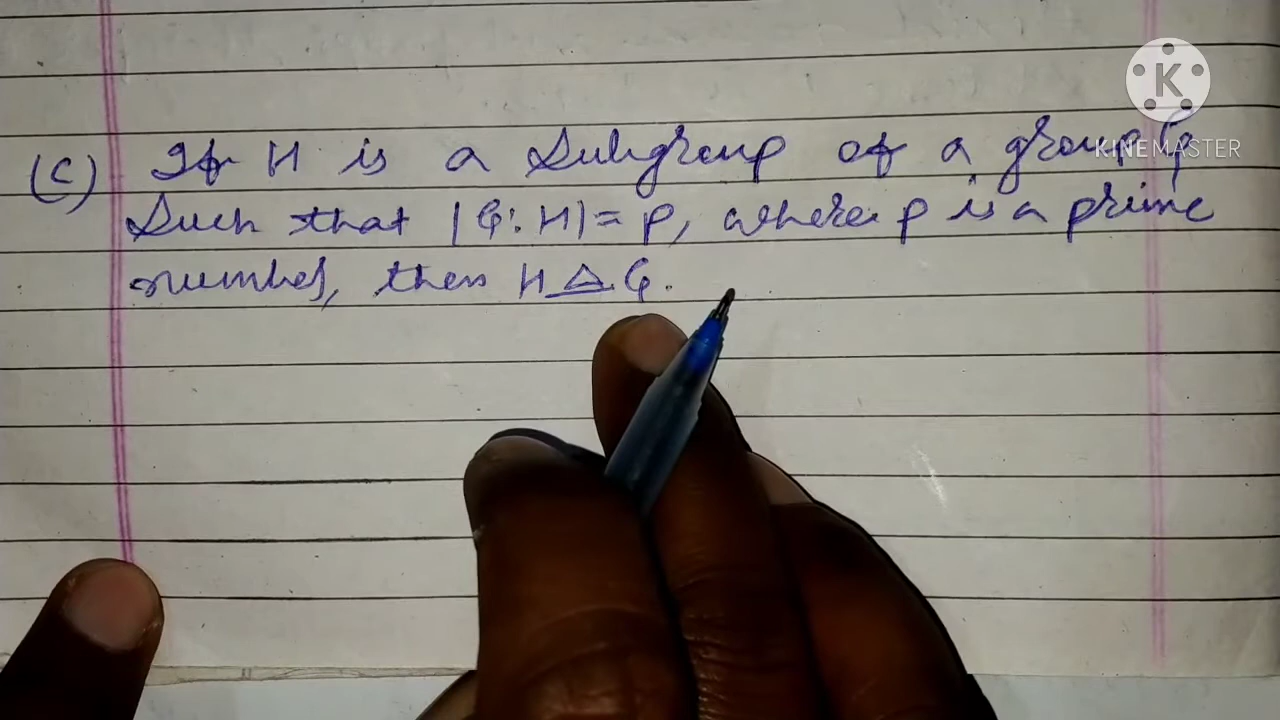 (C) If H is a subgroup of a group G
such that |G:H|=p, where p is a prime
number, then H ⊴ G.
K
KINEMASTER